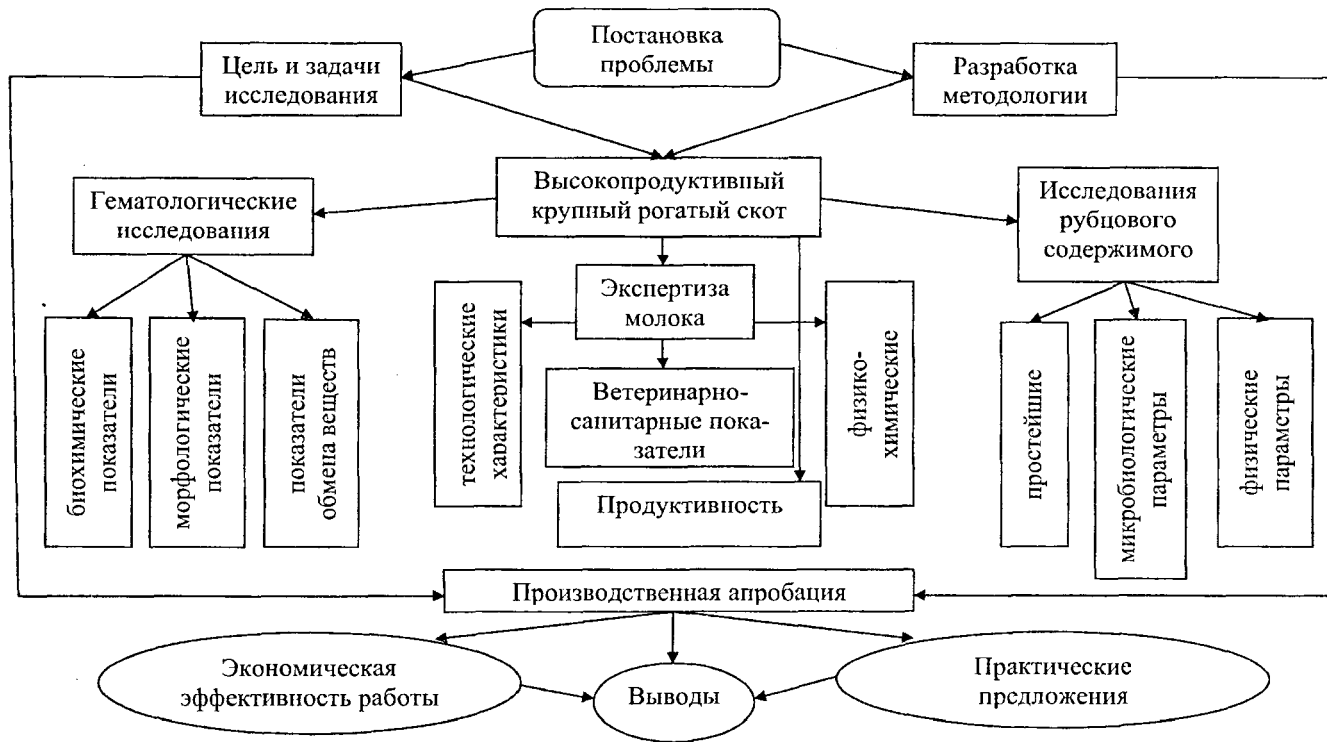 Постановка
проблемы
Цель и задачи
исследования
Разработка
методологии
Высокопродуктивный
крупный рогатый скот
Гематологические
исследования
Исследования
рубцового
содержимого
Экспертиза
молока
биохимические
показатели
морфологические
показатели
показатели
обмена веществ
технологические
характеристики
Ветеринарно-
санитарные пока-
затели
физико-
химические
Продуктивность
простейшие
микробиологические
параметры
физические
параметры
Производственная апробация
Экономическая
эффективность работы
Выводы
Практические
предложения